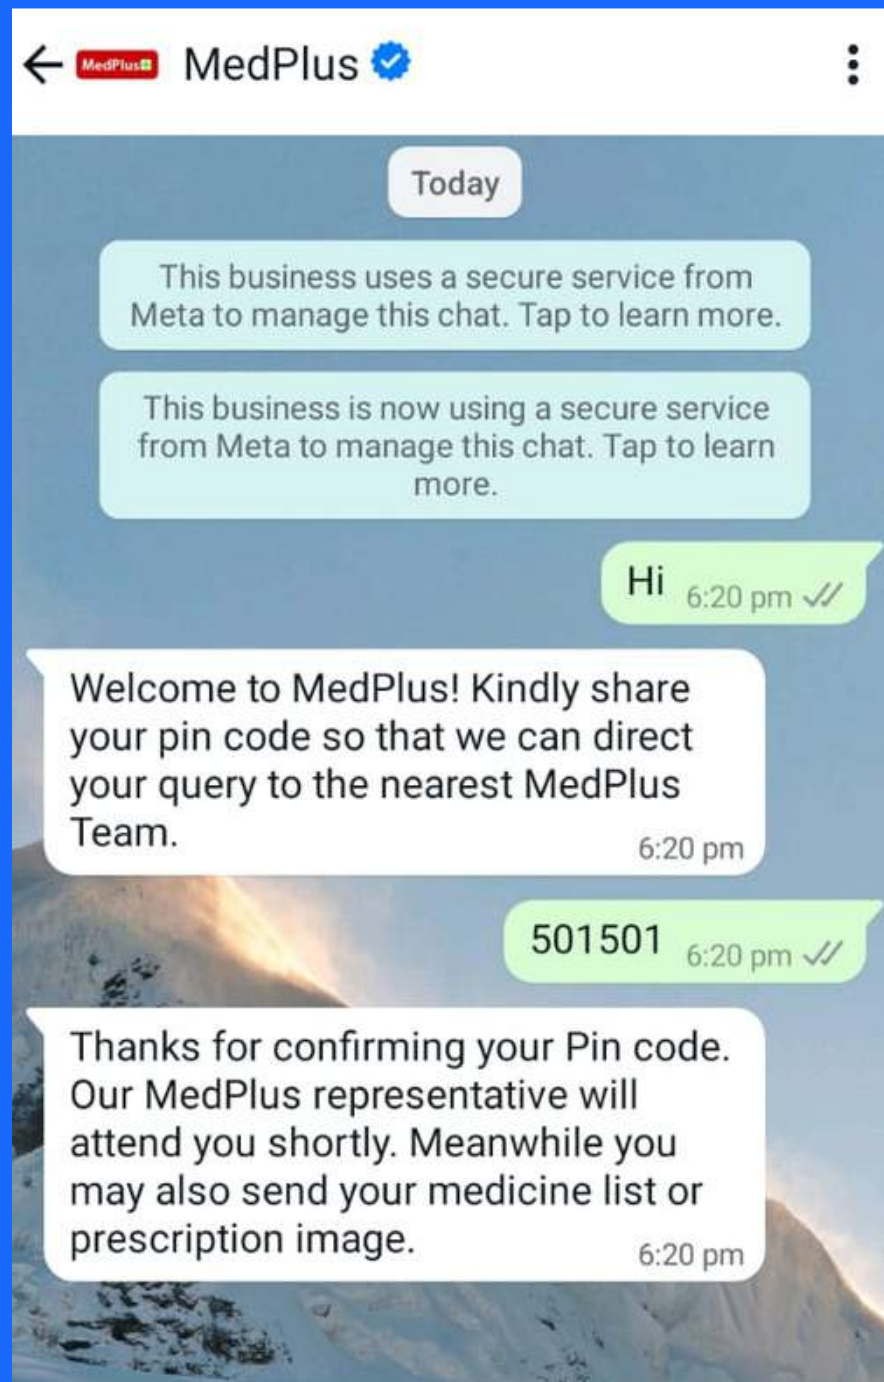 MedPlus
MedPlus
Today
This business uses a secure service from
Meta to manage this chat. Tap to learn more.
This business is now using a secure service
from Meta to manage this chat. Tap to learn
more.
Hi 6:20 pm
Welcome to MedPlus! Kindly share
your pin code so that we can direct
your query to the nearest MedPlus
Team.
6:20 pm
501501 6:20 pm
Thanks for confirming your Pin code.
Our MedPlus representative will
attend you shortly. Meanwhile you
may also send your medicine list or
prescription image.
6:20 pm